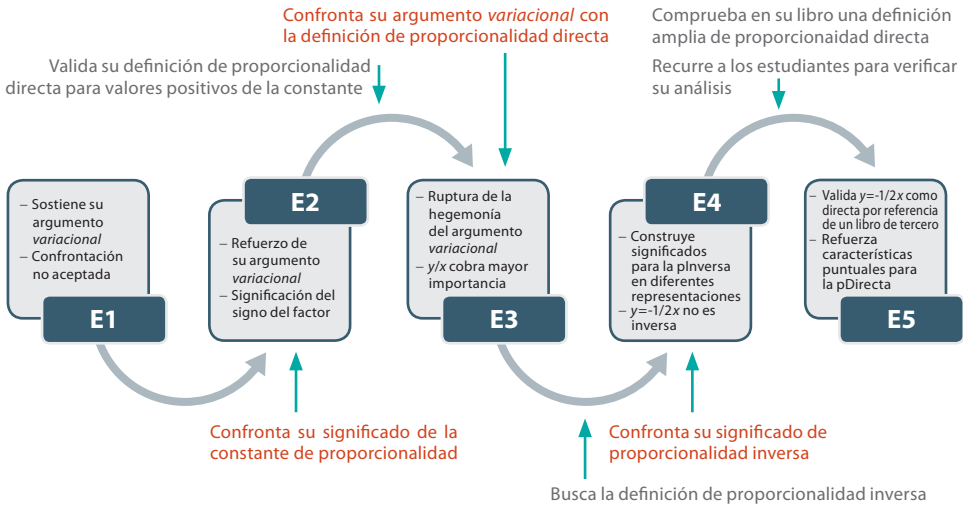 Confronta su argumento variacional con
la definición de proporcionalidad directa
Comprueba en su libro una definición
amplia de proporcionaidad directa
Recurre a los estudiantes para verificar
su análisis
Valida su definición de proporcionalidad
directa para valores positivos de la constante
– Sostiene su
argumento
variacional
– Confrontación
no aceptada
E1
E2
– Refuerzo de
su argumento
variacional
– Significación del
signo del factor
– Ruptura de la
hegemonía
del argumento
variacional
– y/x cobra mayor
importancia
E3
E4
– Construye
significados
para la pInversa
en diferentes
representaciones
– y=-1/2x no es
inversa
– Valida y=-1/2x como
directa por referencia
de un libro de tercero
– Refuerza
características
puntuales para
la pDirecta
E5
Confronta su significado de la
constante de proporcionalidad
Confronta su significado de
proporcionalidad inversa
Busca la definición de proporcionalidad inversa